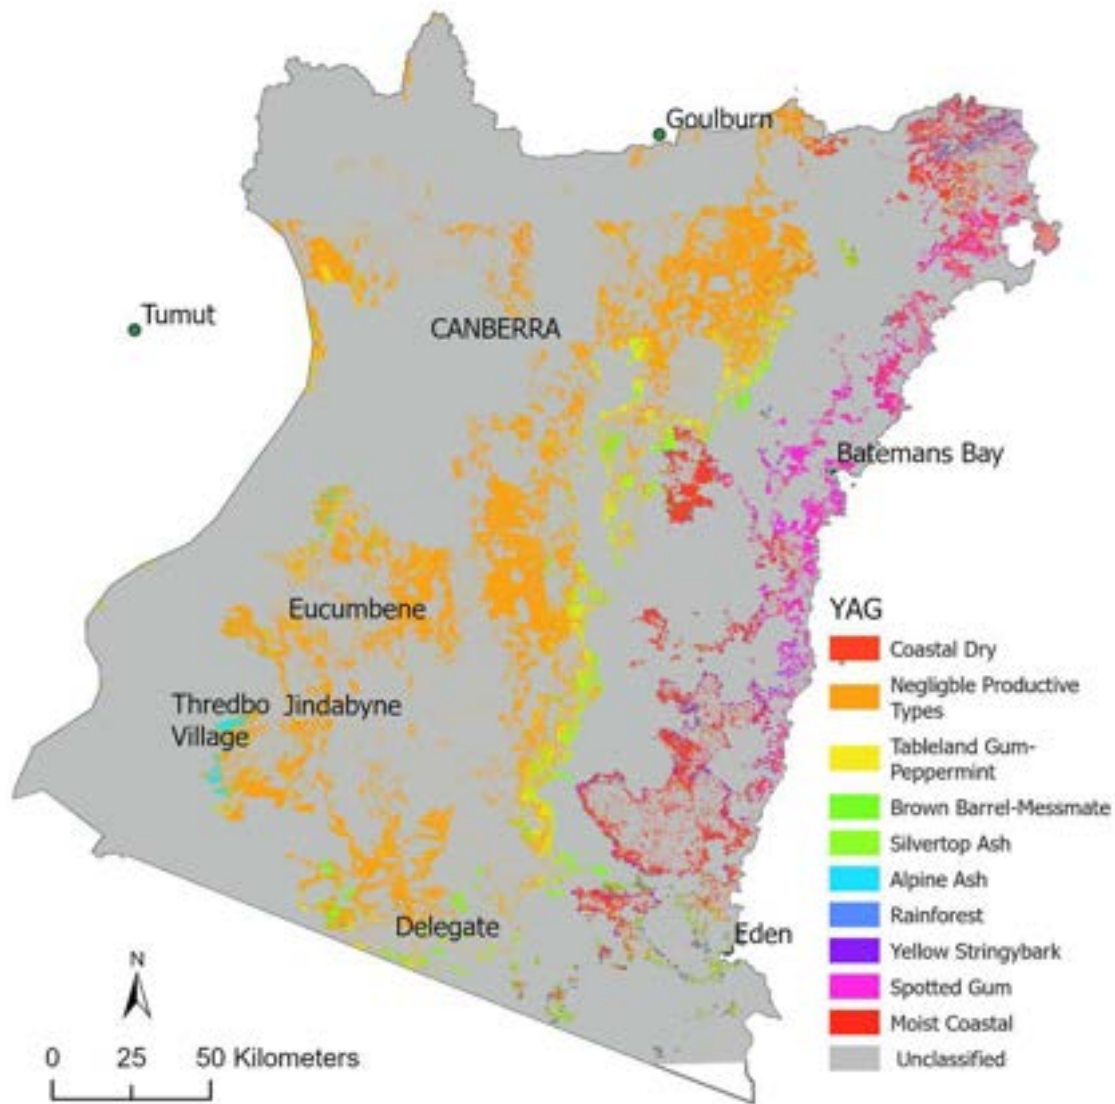 Goulburn
Tumut
CANBERRA
Batemans Bay
Eucumbene
Thredbo Jindabyne
Village
Delegate
Eden
YAG
Coastal Dry
Negligble Productive
Types
Tableland Gum-
Peppermint
Brown Barrel-Messmate
Silvertop Ash
Alpine Ash
Rainforest
Yellow Stringybark
Spotted Gum
Moist Coastal
Unclassified
N
0 25 50 Kilometers